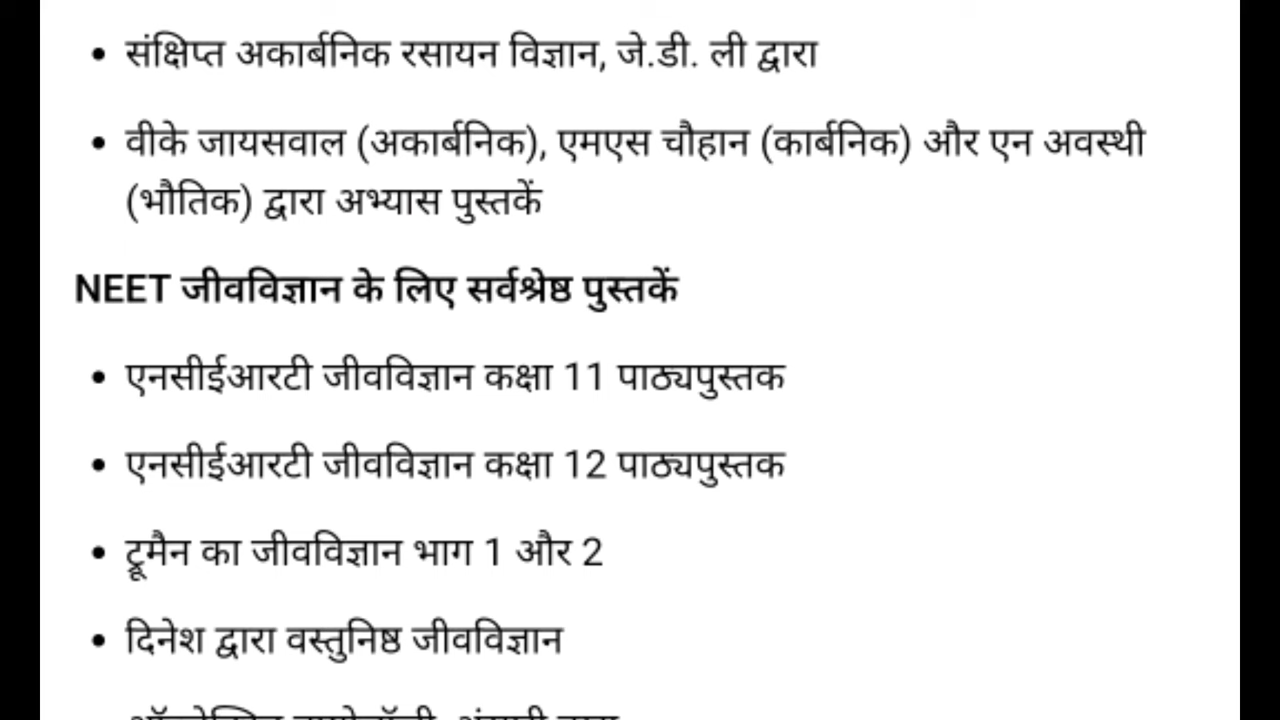 • संक्षिप्त अकार्बनिक रसायन विज्ञान, जे.डी. ली द्वारा
• वीके जायसवाल (अकार्बनिक), एमएस चौहान (कार्बनिक) और एन अवस्थी
(भौतिक) द्वारा अभ्यास पुस्तकें
NEET जीवविज्ञान के लिए सर्वश्रेष्ठ पुस्तकें
• एनसीईआरटी जीवविज्ञान कक्षा 11 पाठ्यपुस्तक
• एनसीईआरटी जीवविज्ञान कक्षा 12 पाठ्यपुस्तक
• ट्रूमैन का जीवविज्ञान भाग 1 और 2
• दिनेश द्वारा वस्तुनिष्ठ जीवविज्ञान